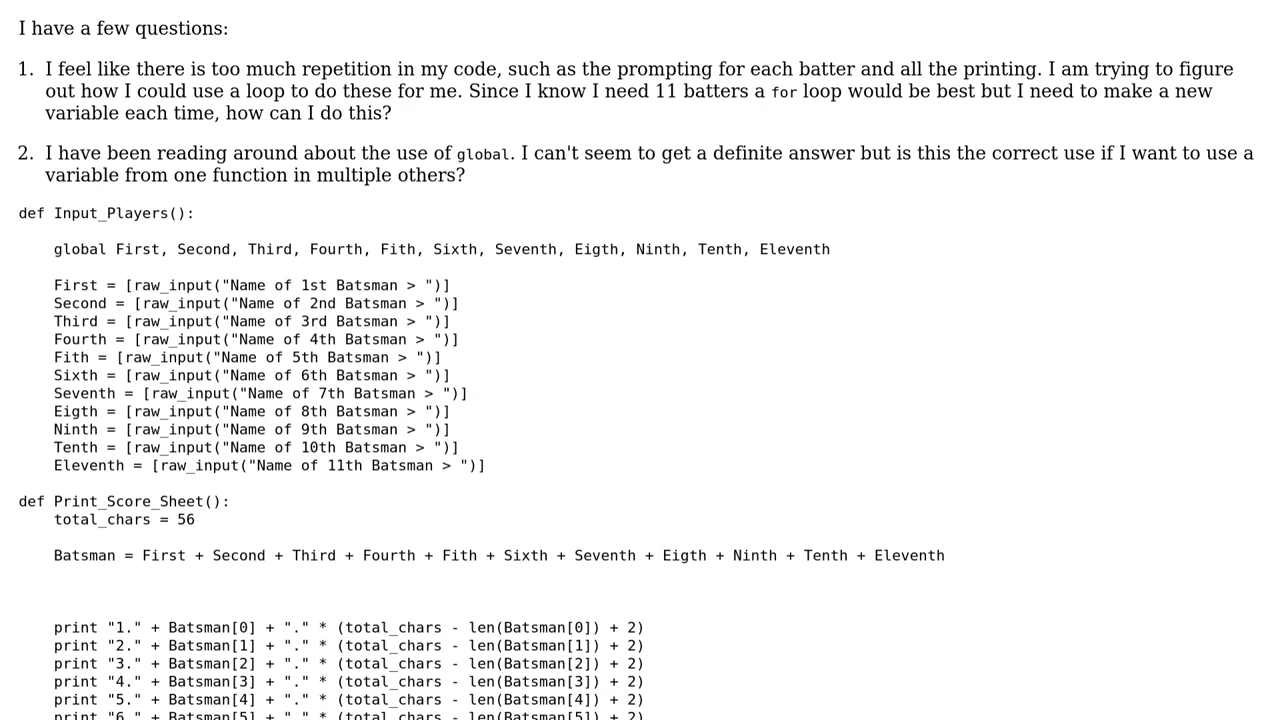 I have a few questions:
1. I feel like there is too much repetition in my code, such as the prompting for each batter and all the printing. I am trying to figure
out how I could use a loop to do these for me. Since I know I need 11 batters a for loop would be best but I need to make a new
variable each time, how can I do this?
2. I have been reading around about the use of global. I can't seem to get a definite answer but is this the correct use if I want to use a
variable from one function in multiple others?
def Input_Players():
    global First, Second, Third, Fourth, Fith, Sixth, Seventh, Eigth, Ninth, Tenth, Eleventh
    First = [raw_input("Name of 1st Batsman > ")]
    Second = [raw_input("Name of 2nd Batsman > ")]
    Third = [raw_input("Name of 3rd Batsman > ")]
    Fourth = [raw_input("Name of 4th Batsman > ")]
    Fith = [raw_input("Name of 5th Batsman > ")]
    Sixth = [raw_input("Name of 6th Batsman > ")]
    Seventh = [raw_input("Name of 7th Batsman > ")]
    Eigth = [raw_input("Name of 8th Batsman > ")]
    Ninth = [raw_input("Name of 9th Batsman > ")]
    Tenth = [raw_input("Name of 10th Batsman > ")]
    Eleventh = [raw_input("Name of 11th Batsman > ")]
def Print_Score_Sheet():
    total_chars = 56
    Batsman = First + Second + Third + Fourth + Fith + Sixth + Seventh + Eigth + Ninth + Tenth + Eleventh
    print "1." + Batsman[0] + "." * (total_chars - len(Batsman[0]) + 2)
    print "2." + Batsman[1] + "." * (total_chars - len(Batsman[1]) + 2)
    print "3." + Batsman[2] + "." * (total_chars - len(Batsman[2]) + 2)
    print "4." + Batsman[3] + "." * (total_chars - len(Batsman[3]) + 2)
    print "5." + Batsman[4] + "." * (total_chars - len(Batsman[4]) + 2)
    print "6." + Batsman[5] + "." * (total_chars - len(Batsman[5]) + 2)